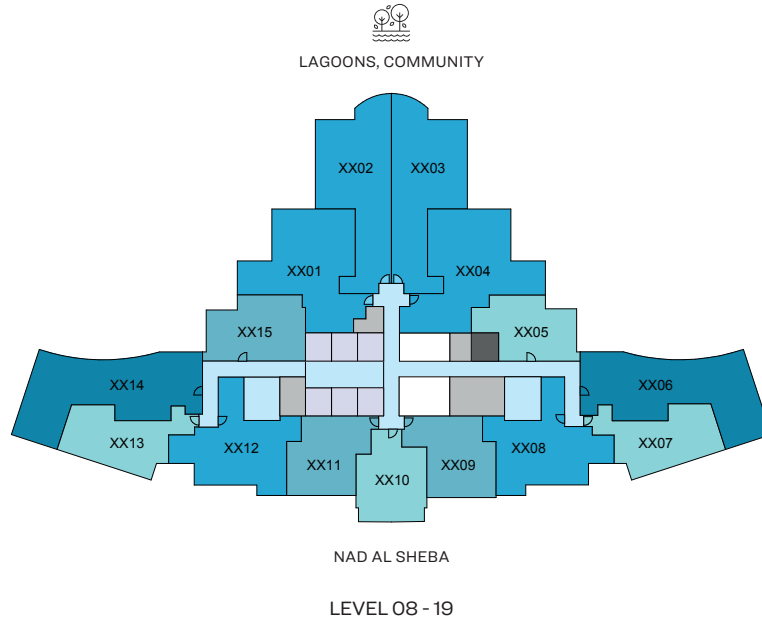 LAGOONS, COMMUNITY
XX02
XX03
XX01
XX04
XX15
XX05
XX14
XX06
XX13
XX07
XX12
XX08
XX11
XX09
XX10
NAD AL SHEBA
LEVEL 08 - 19